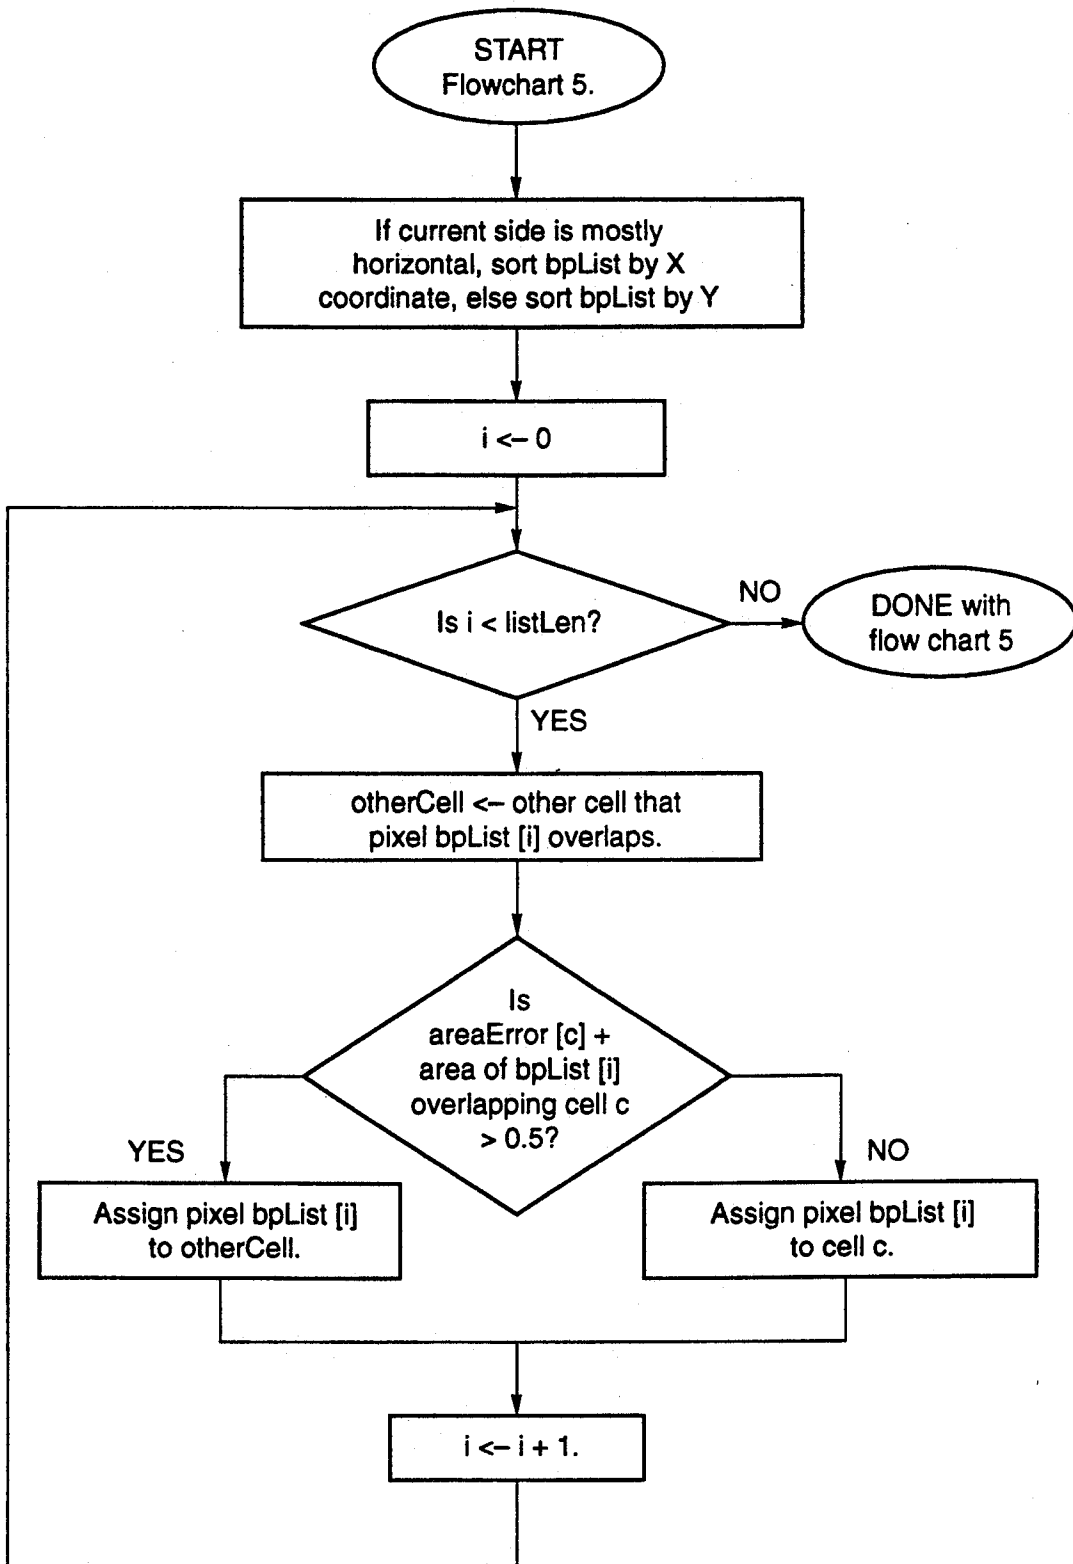 START
Flowchart 5.
If current side is mostly
horizontal, sort bpList by X
coordinate, else sort bpList by Y
i <– 0
Is i < listLen?
NO
DONE with
flow chart 5
YES
otherCell <– other cell that
pixel bpList [i] overlaps.
Is
areaError [c] +
area of bpList [i]
overlapping cell c
> 0.5?
YES
NO
Assign pixel bpList [i]
to otherCell.
Assign pixel bpList [i]
to cell c.
i <– i + 1.